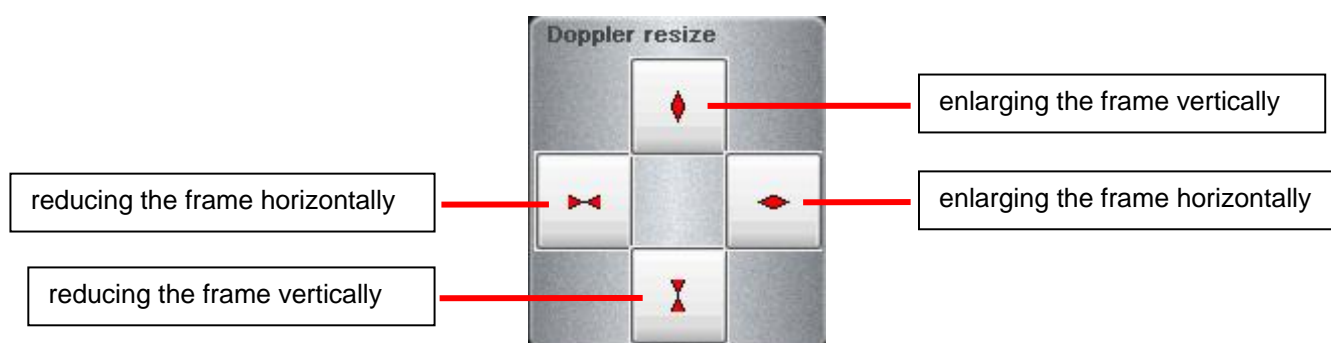 Doppler resize
enlarging the frame vertically
reducing the frame horizontally
enlarging the frame horizontally
reducing the frame vertically